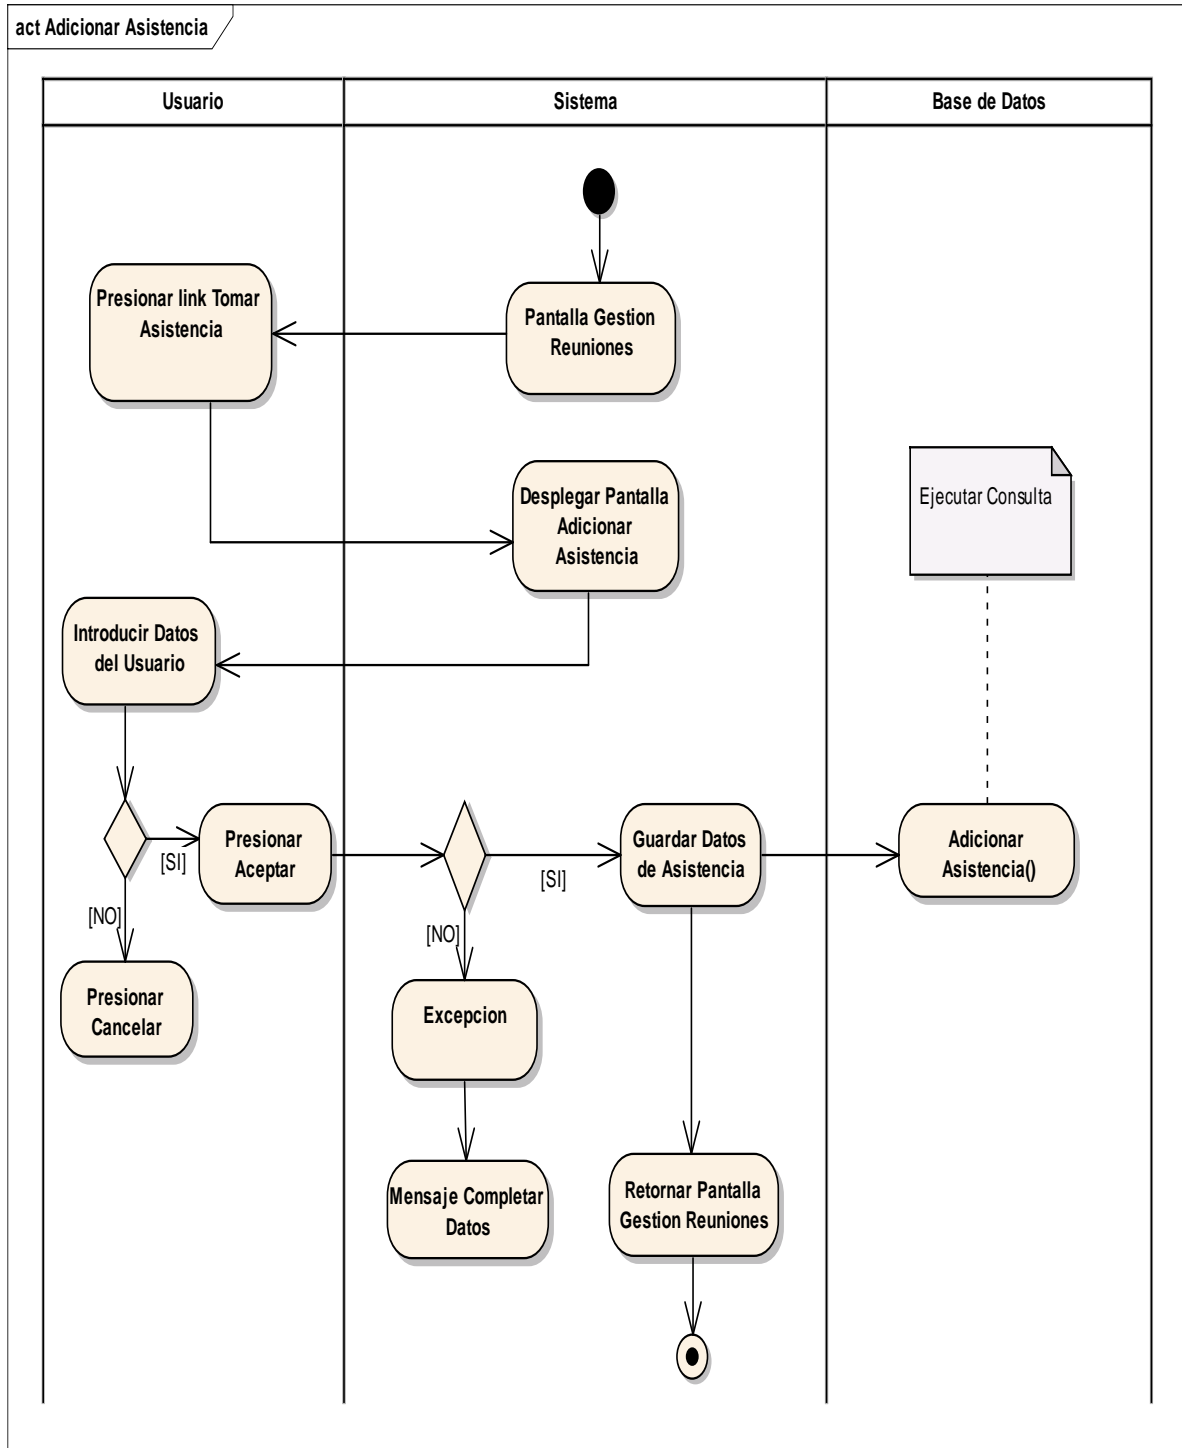 act Adicionar Asistencia
Usuario
Sistema
Base de Datos
Presionar link Tomar
Asistencia
Pantalla Gestion
Reuniones
Desplegar Pantalla
Adicionar
Asistencia
Ejecutar Consulta
Introducir Datos
del Usuario
Presionar
Aceptar
[SI]
[NO]
Guardar Datos
de Asistencia
[SI]
[NO]
Adicionar
Asistencia()
Presionar
Cancelar
Excepcion
Mensaje Completar
Datos
Retornar Pantalla
Gestion Reuniones